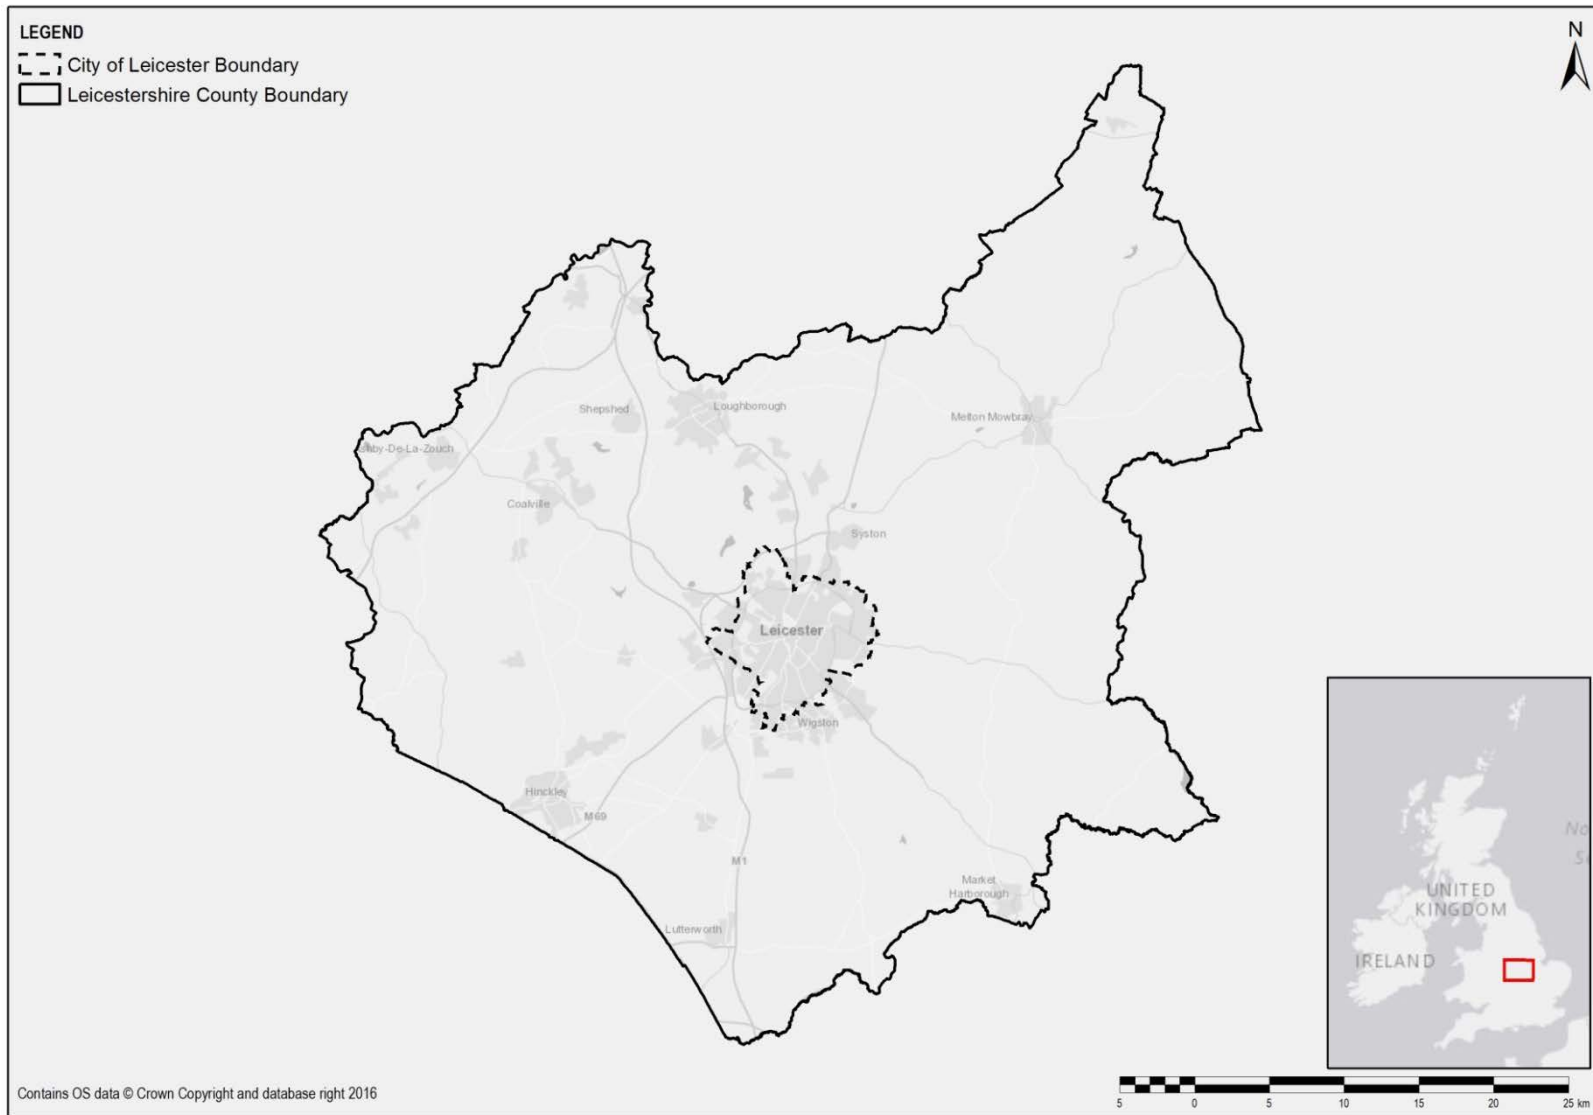 LEGEND
City of Leicester Boundary
Leicestershire County Boundary
N
Shepshed
Loughborough
Melton Mowbray
Coalville
Syston
Leicester
Wigston
Hinckley
M69
M1
Market
Harborough
Lutterworth
UNITED
KINGDOM
IRELAND
No
S
Contains OS data © Crown Copyright and database right 2016
5 0 5 10 15 20 25 km